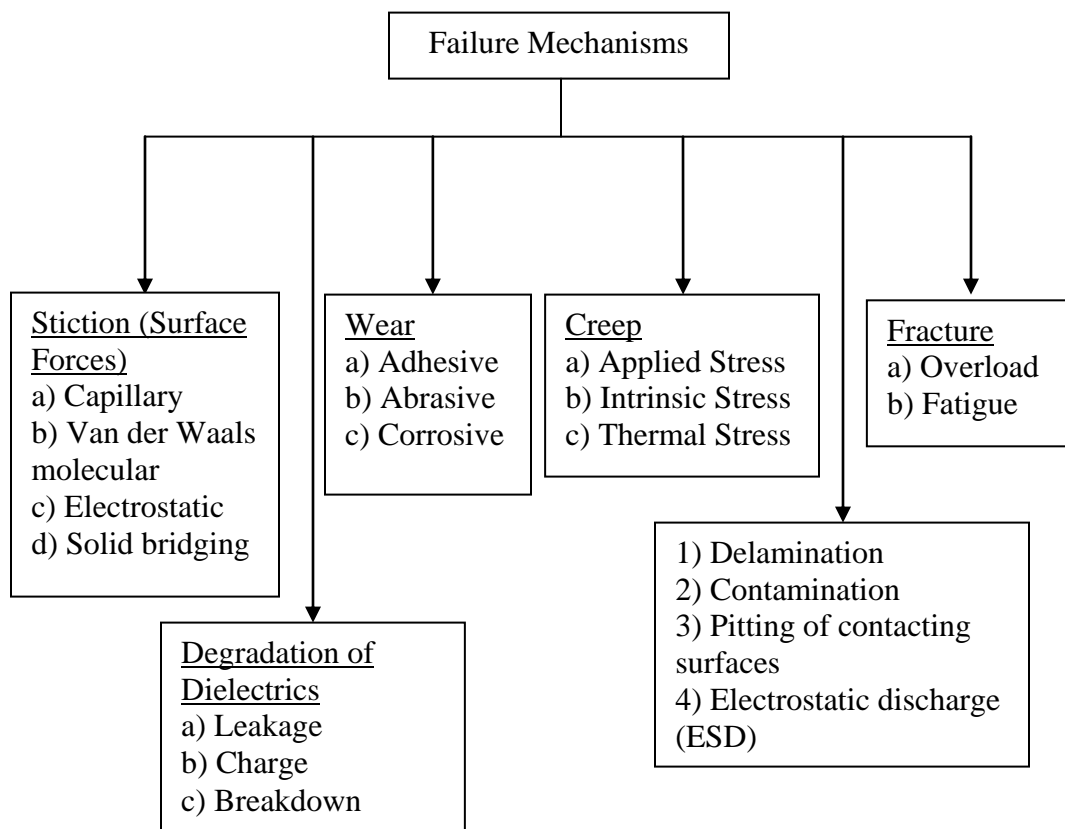 Failure Mechanisms
Stiction (Surface
Forces)
a) Capillary
b) Van der Waals
molecular
c) Electrostatic
d) Solid bridging
Wear
a) Adhesive
b) Abrasive
c) Corrosive
Creep
a) Applied Stress
b) Intrinsic Stress
c) Thermal Stress
Fracture
a) Overload
b) Fatigue
Degradation of
Dielectrics
a) Leakage
b) Charge
c) Breakdown
1) Delamination
2) Contamination
3) Pitting of contacting
surfaces
4) Electrostatic discharge
(ESD)